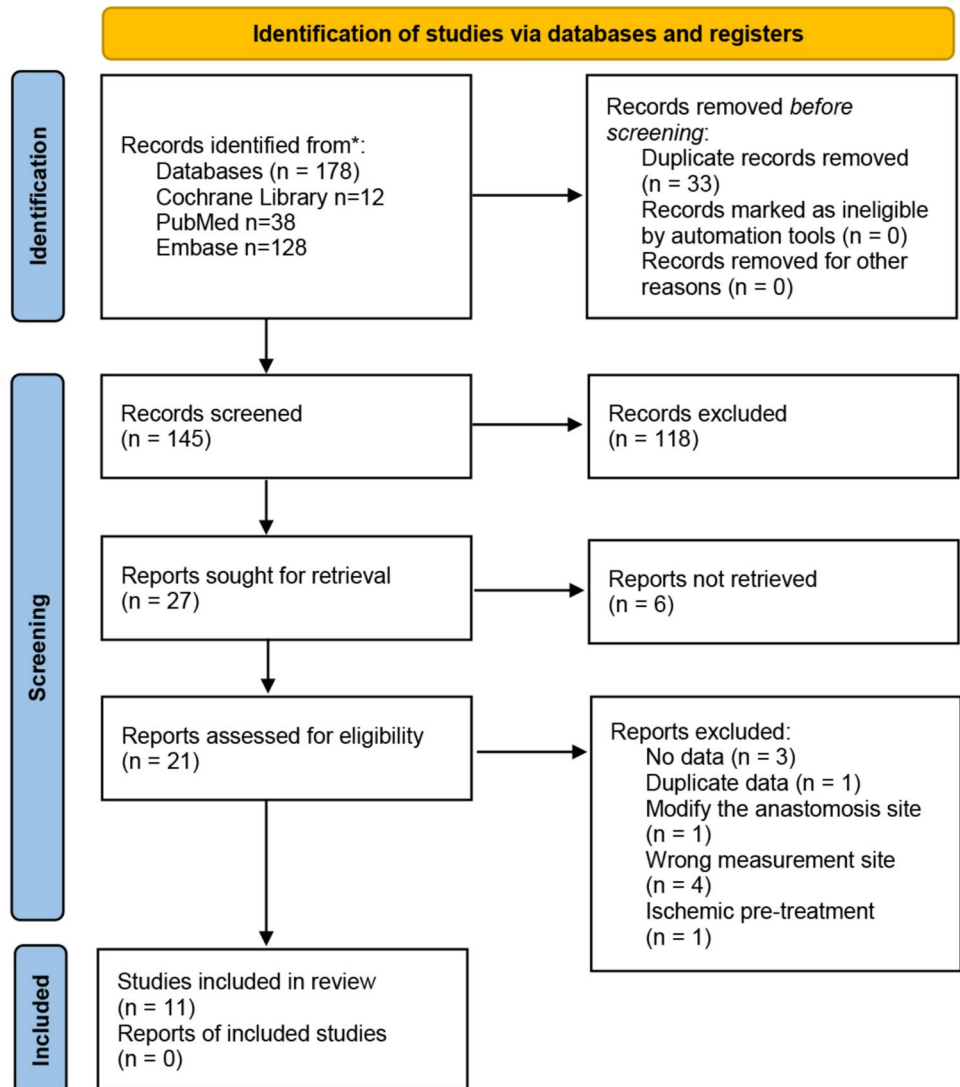 Identification of studies via databases and registers
Identification
Records identified from*:
Databases (n = 178)
Cochrane Library n=12
PubMed n=38
Embase n=128
Records removed before
screening:
Duplicate records removed
(n = 33)
Records marked as ineligible
by automation tools (n = 0)
Records removed for other
reasons (n = 0)
Screening
Records screened
(n = 145)
Records excluded
(n = 118)
Reports sought for retrieval
(n = 27)
Reports not retrieved
(n = 6)
Reports assessed for eligibility
(n = 21)
Reports excluded:
No data (n = 3)
Duplicate data (n = 1)
Modify the anastomosis site
(n = 1)
Wrong measurement site
(n = 4)
Ischemic pre-treatment
(n = 1)
Included
Studies included in review
(n = 11)
Reports of included studies
(n = 0)